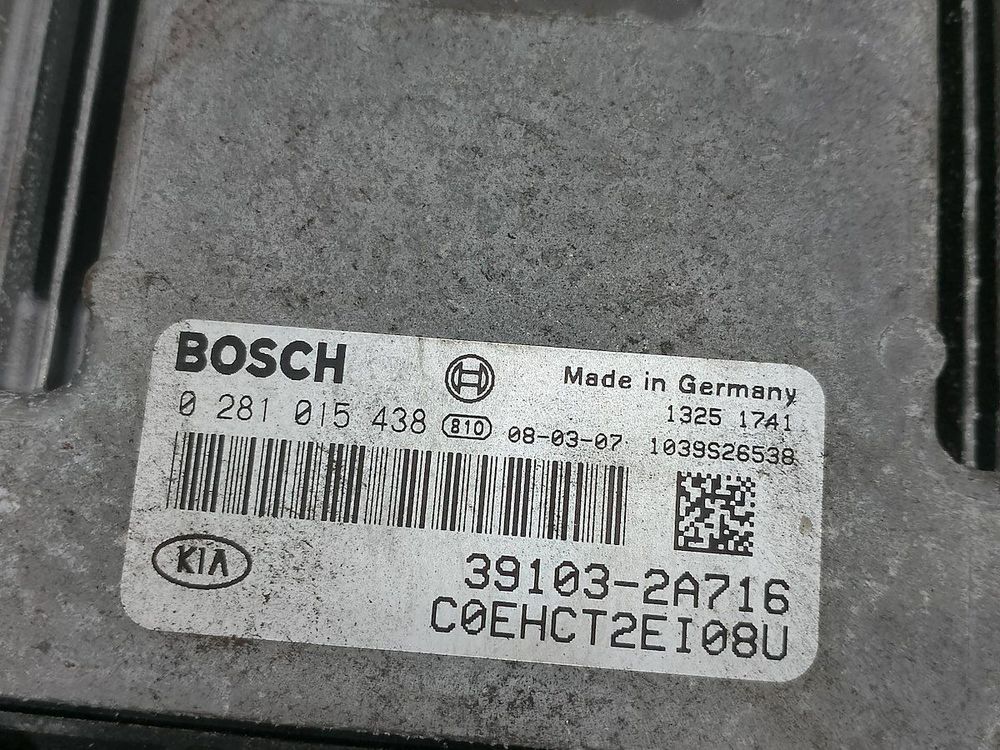 BOSCH
Made in Germany
1325 1741
0 281 015 438 810 08-03-07 1039S26538
KIA
39103-2A716
C0EHCT2EI08U